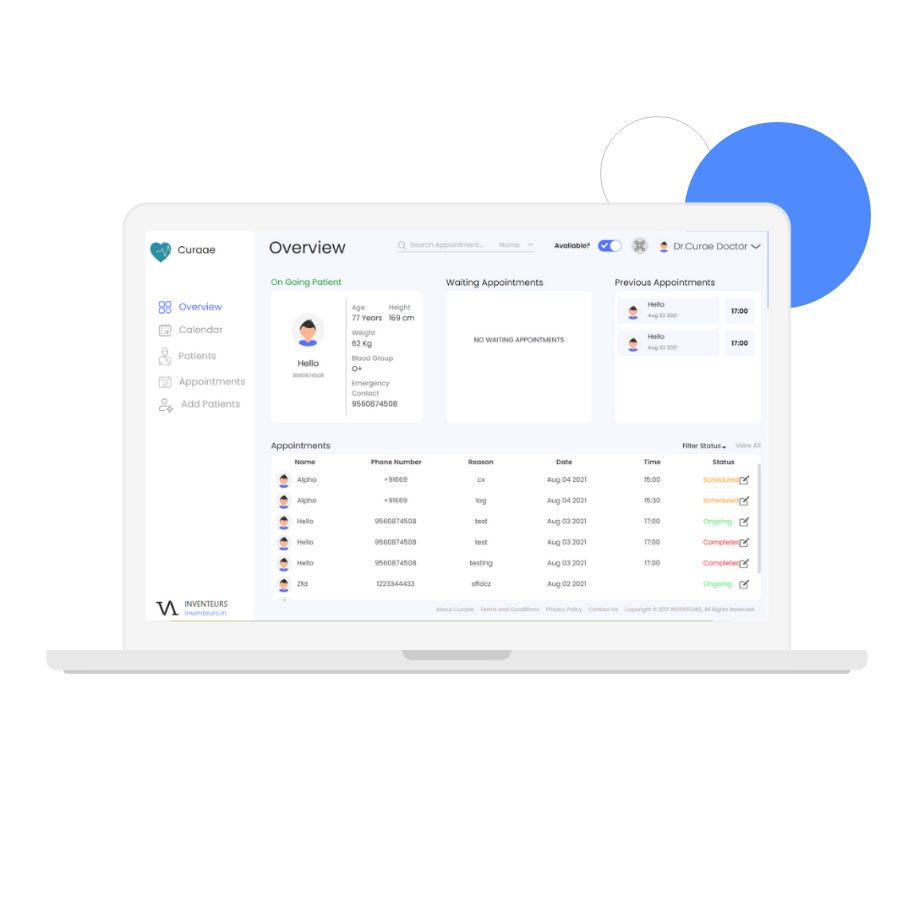 Curaae
Overview
Search Appointment...
Name
Available?
Dr.Curae Doctor
Overview
Calendar
Patients
Appointments
Add Patients
On Going Patient
Hello
9560874508
Age Height
77 Years 169 cm
Weight
62 Kg
Blood Group
O+
Emergency
Contact
9560874508
Waiting Appointments
NO WAITING APPOINTMENTS
Previous Appointments
Hello
Aug 03 2021
17:00
Hello
Aug 03 2021
17:00
Appointments
Filter Status
View All
Name Phone Number Reason Date Time Status
Alpha +91669 cx Aug 04 2021 15:00 Scheduled
Alpha +91669 log Aug 04 2021 15:30 Scheduled
Hello 9560874508 test Aug 03 2021 17:00 Ongoing
Hello 9560874508 test Aug 03 2021 17:00 Completed
Hello 9560874508 testing Aug 03 2021 17:00 Completed
Zfd 1223344433 sffdcz Aug 02 2021 Ongoing
INVENTEURS
inventeurs.in
About Curaae Terms and Conditions Privacy Policy Contact Us Copyright © 2021 INVENTEURS, All Rights Reserved